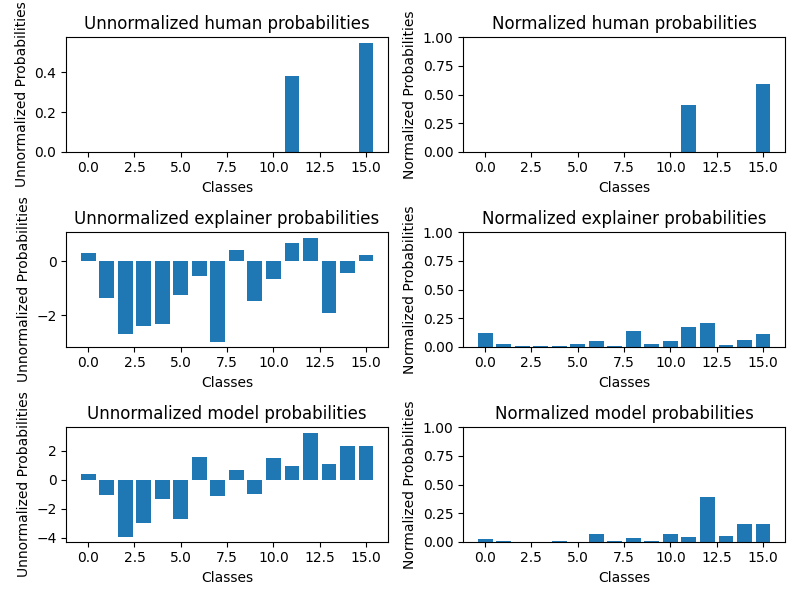 Unnormalized human probabilities
Unnormalized Probabilities
0.4
0.2
0.0
0.0 2.5 5.0 7.5 10.0 12.5 15.0
Classes
Normalized human probabilities
Normalized Probabilities
1.00
0.75
0.50
0.25
0.00
0.0 2.5 5.0 7.5 10.0 12.5 15.0
Classes
Unnormalized explainer probabilities
Unnormalized Probabilities
0
−2
0.0 2.5 5.0 7.5 10.0 12.5 15.0
Classes
Normalized explainer probabilities
Normalized Probabilities
1.00
0.75
0.50
0.25
0.00
0.0 2.5 5.0 7.5 10.0 12.5 15.0
Classes
Unnormalized model probabilities
Unnormalized Probabilities
2
0
−2
−4
0.0 2.5 5.0 7.5 10.0 12.5 15.0
Classes
Normalized model probabilities
Normalized Probabilities
1.00
0.75
0.50
0.25
0.00
0.0 2.5 5.0 7.5 10.0 12.5 15.0
Classes